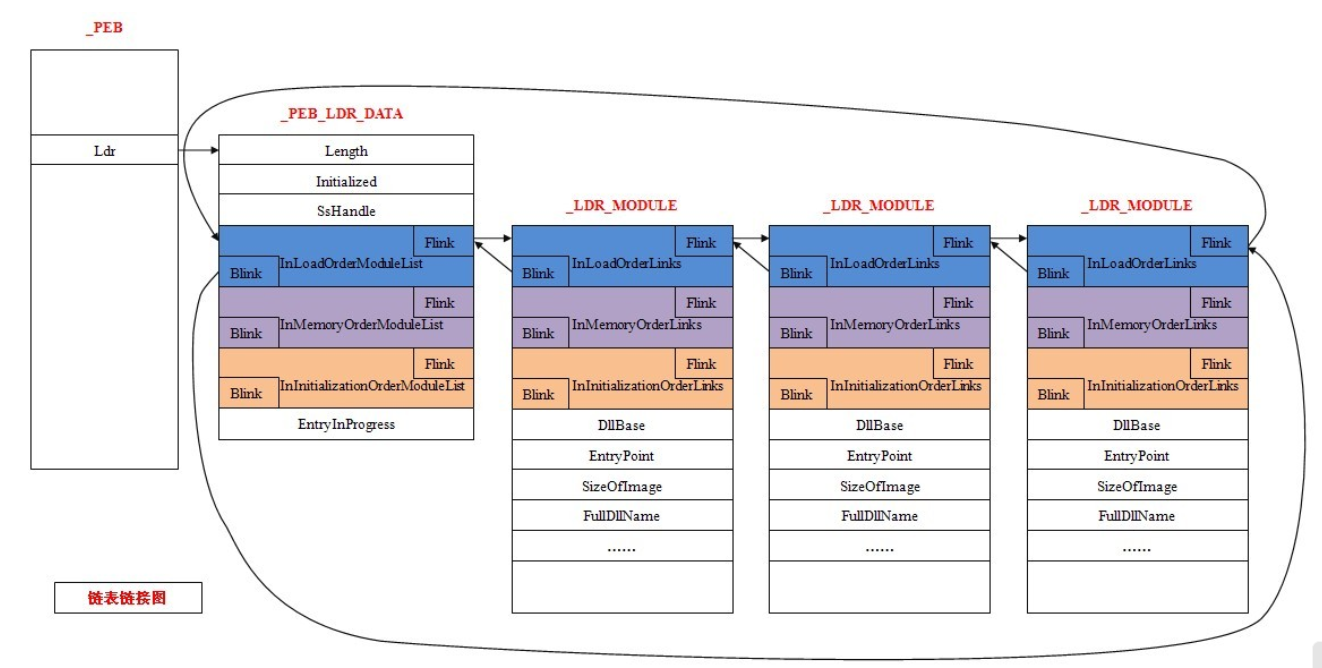 _PEB
Ldr
_PEB_LDR_DATA
Length
Initialized
SsHandle
Flink
Blink
InLoadOrderModuleList
Flink
Blink
InMemoryOrderModuleList
Flink
Blink
InInitializationOrderModuleList
EntryInProgress
_LDR_MODULE
Flink
Blink
InLoadOrderLinks
Flink
Blink
InMemoryOrderLinks
Flink
Blink
InInitializationOrderLinks
DllBase
EntryPoint
SizeOfImage
FullDllName
......
_LDR_MODULE
Flink
Blink
InLoadOrderLinks
Flink
Blink
InMemoryOrderLinks
Flink
Blink
InInitializationOrderLinks
DllBase
EntryPoint
SizeOfImage
FullDllName
......
_LDR_MODULE
Flink
Blink
InLoadOrderLinks
Flink
Blink
InMemoryOrderLinks
Flink
Blink
InInitializationOrderLinks
DllBase
EntryPoint
SizeOfImage
FullDllName
......
链表链接图